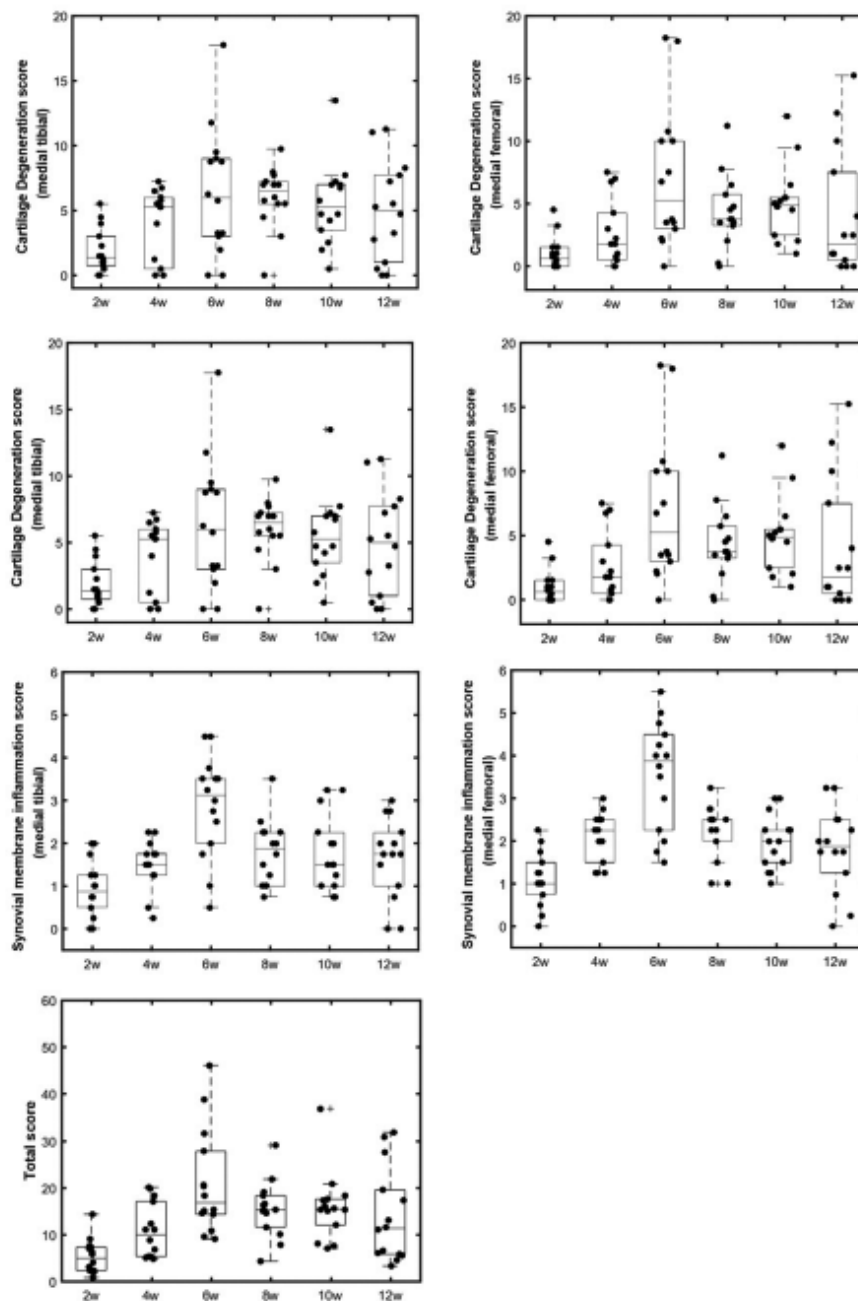 Cartilage Degeneration score
(medial tibial)
20
15
10
5
0
2w 4w 6w 8w 10w 12w
Cartilage Degeneration score
(medial femoral)
20
15
10
5
0
2w 4w 6w 8w 10w 12w
Cartilage Degeneration score
(medial tibial)
20
15
10
5
0
2w 4w 6w 8w 10w 12w
Cartilage Degeneration score
(medial femoral)
20
15
10
5
0
2w 4w 6w 8w 10w 12w
Synovial membrane inflammation score
(medial tibial)
6
5
4
3
2
1
0
2w 4w 6w 8w 10w 12w
Synovial membrane inflammation score
(medial femoral)
6
5
4
3
2
1
0
2w 4w 6w 8w 10w 12w
Total score
60
50
40
30
20
10
0
2w 4w 6w 8w 10w 12w